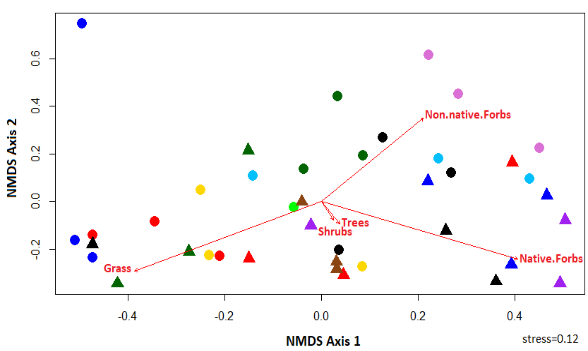 0.6
0.4
0.2
0.0
-0.2
NMDS Axis 2
Non.native.Forbs
Trees
Shrubs
Native.Forbs
Grass
-0.4 -0.2 0.0 0.2 0.4
NMDS Axis 1
stress=0.12